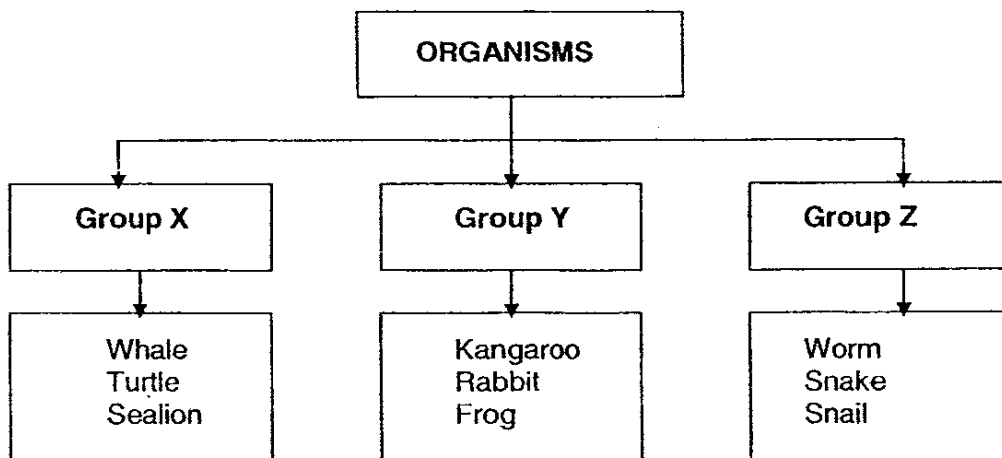 ORGANISMS
Group X
Group Y
Group Z
Whale
Turtle
Sealion
Kangaroo
Rabbit
Frog
Worm
Snake
Snail